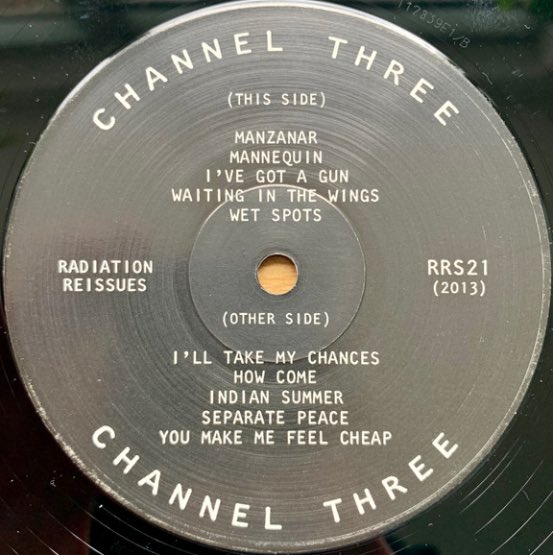 117839E1/B
CHANNEL THREE
(THIS SIDE)
MANZANAR
MANNEQUIN
I'VE GOT A GUN
WAITING IN THE WINGS
WET SPOTS
RADIATION
REISSUES
RRS21
(2013)
(OTHER SIDE)
I'LL TAKE MY CHANCES
HOW COME
INDIAN SUMMER
SEPARATE PEACE
YOU MAKE ME FEEL CHEAP
CHANNEL THREE